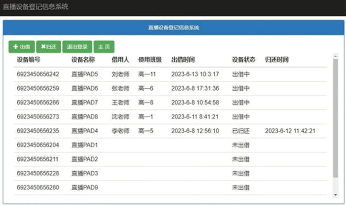 直播设备登记信息系统
直播设备登记信息系统
出借 归还 退出登录 主页
设备编号 设备名称 借用人 使用班级 出借时间 设备状态 归还时间
6923450656242 直播PAD5 刘老师 高一11 2023-6-13 10:3:17 出借中
6923450656259 直播PAD6 老师 高一6 2023-6-8 17:31:36 出借中
6923450656266 直播PAD7 王老师 高一8 2023-6-8 10:54:58 出借中
6923450656273 直播PAD8 沈老师 高一1 2023-6-11 8:41:21 出借中
6923450656235 直播PAD4 李老师 高一5 2023-6-8 12:56:10 已归还 2023-6-12 11:42:21
6923450656204 直播PAD1 未出借
6923450656211 直播PAD2 未出借
6923450656228 直播PAD3 未出借
6923450656280 直播PAD9 未出借